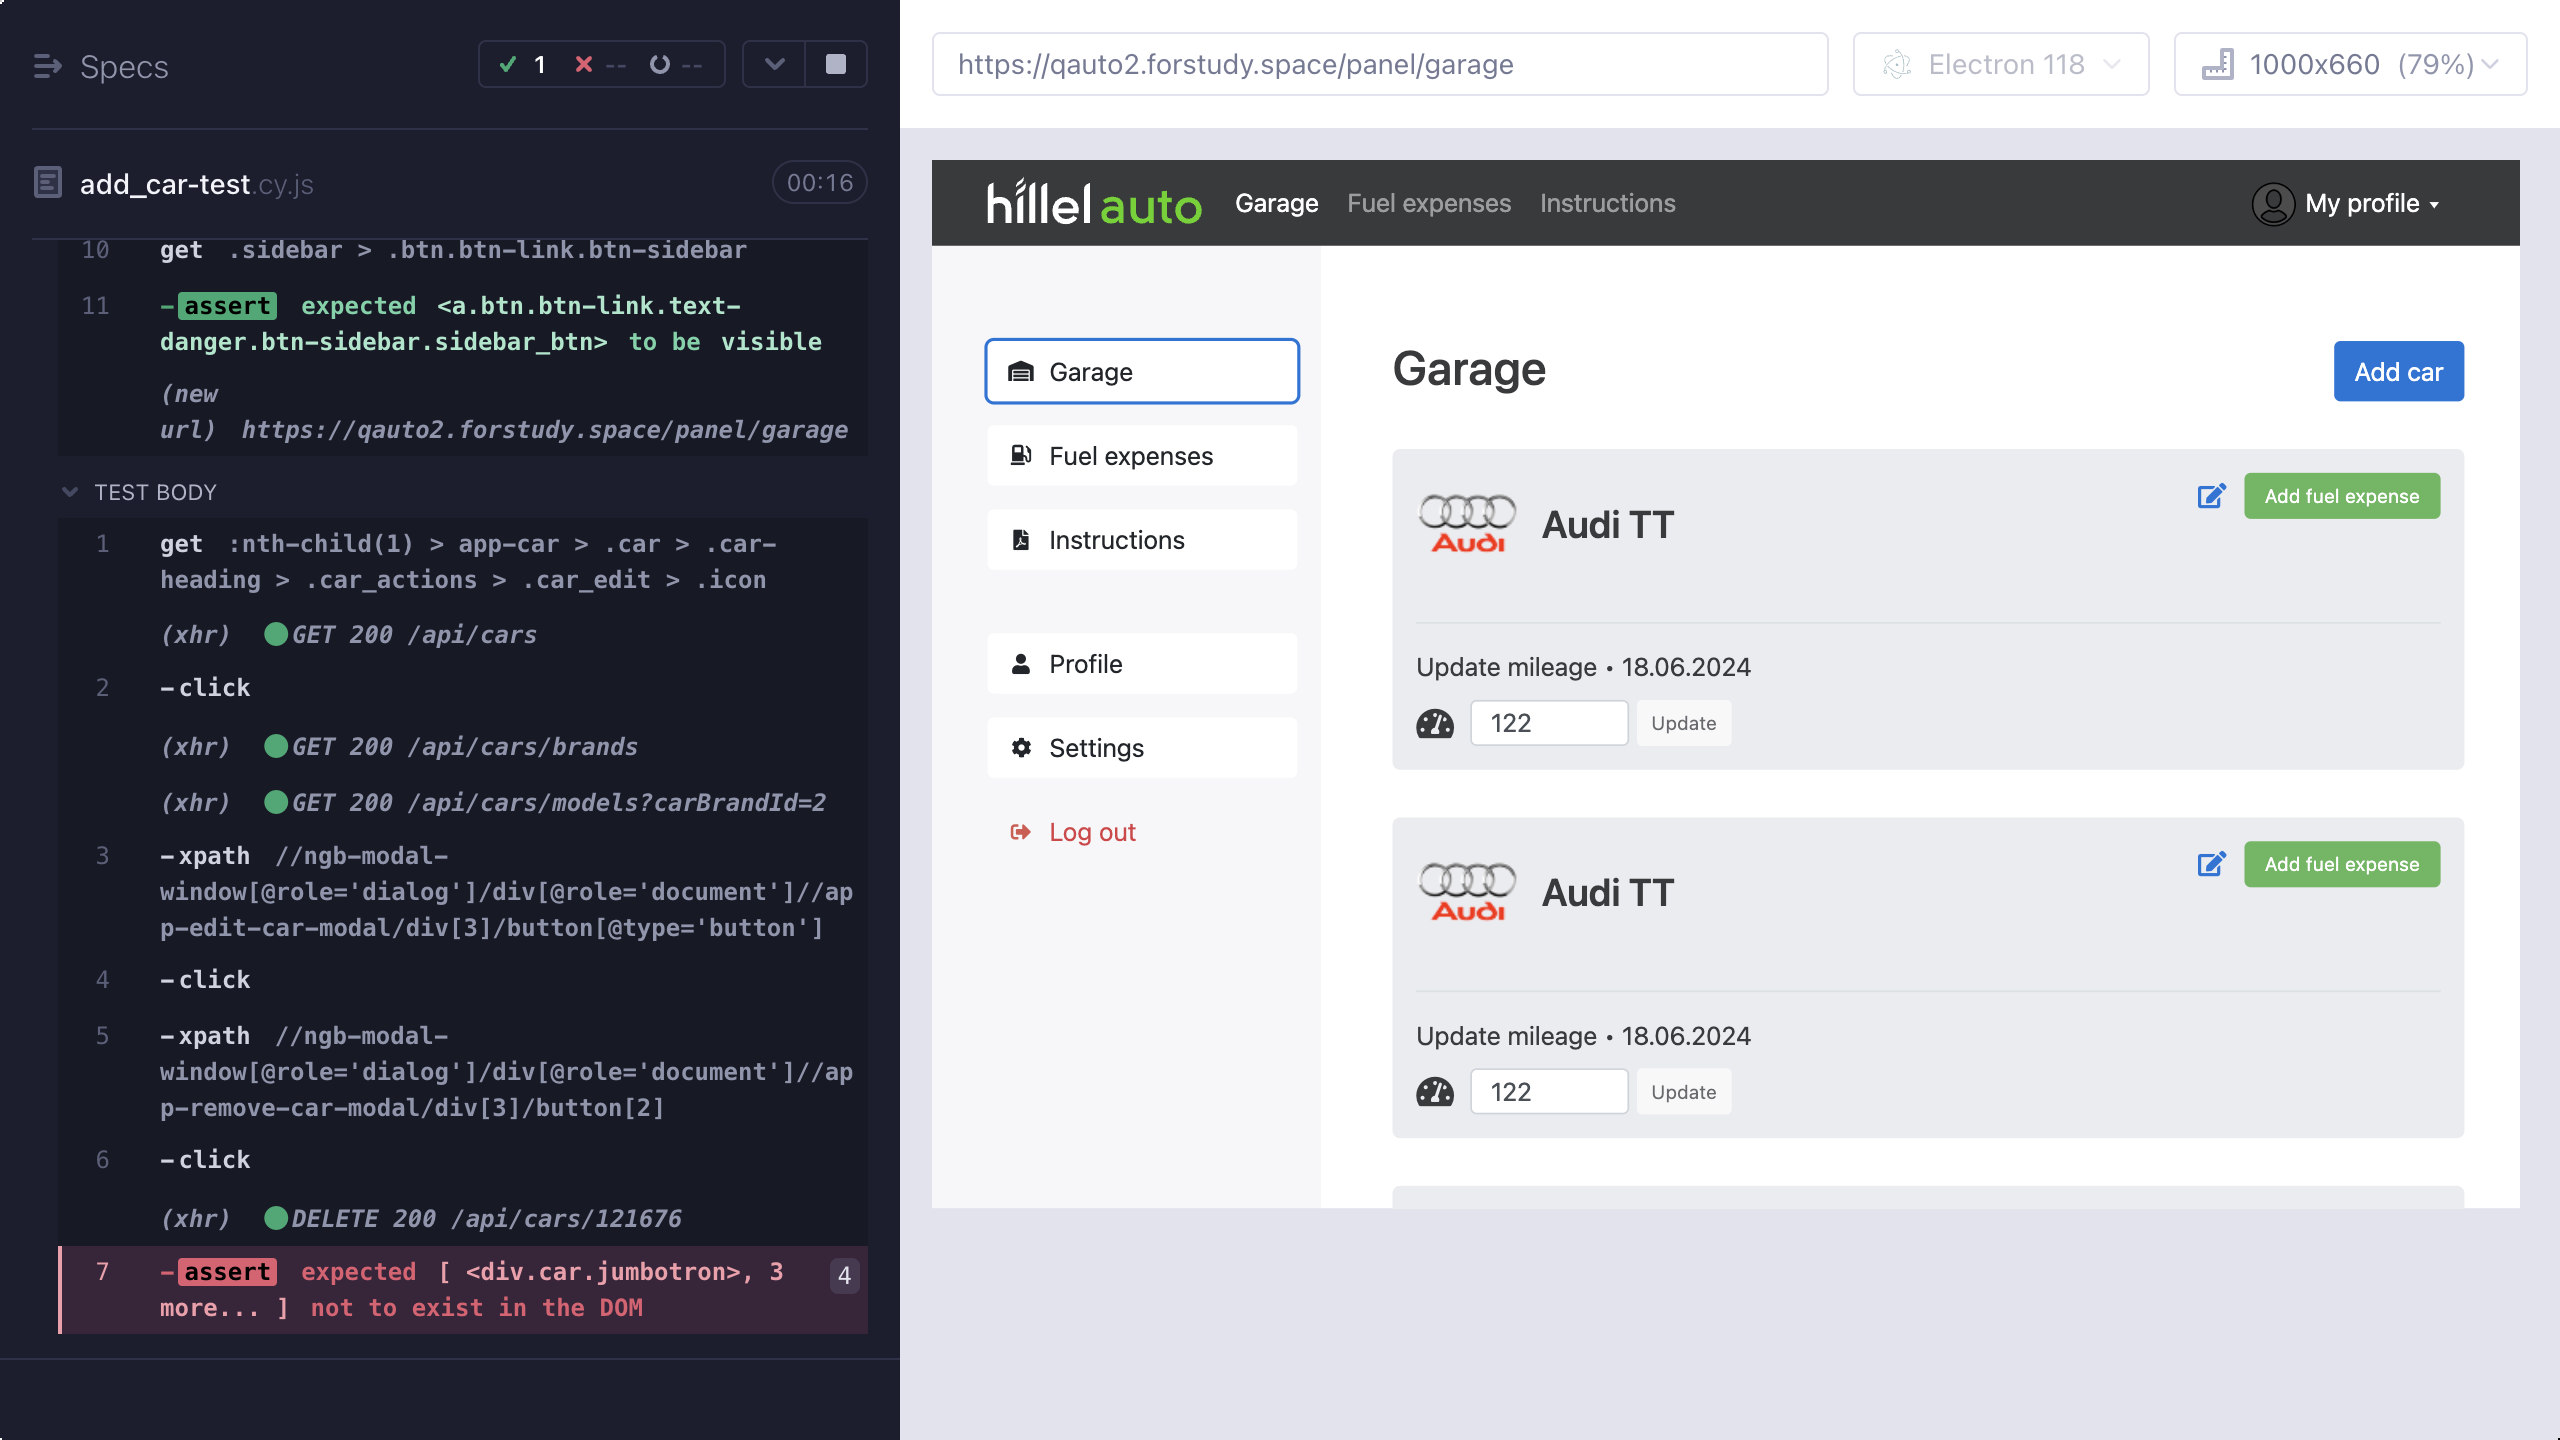 Specs
1
--
--
add_car-test.cy.js
00:16
10 get .sidebar > .btn.btn-link.btn-sidebar
11 -assert expected <a.btn.btn-link.text-
danger.btn-sidebar.sidebar_btn> to be visible
(new
url) https://qauto2.forstudy.space/panel/garage
TEST BODY
1 get :nth-child(1) > app-car > .car > .car-
heading > .car_actions > .car_edit > .icon
(xhr) GET 200 /api/cars
2 -click
(xhr) GET 200 /api/cars/brands
(xhr) GET 200 /api/cars/models?carBrandId=2
3 -xpath //ngb-modal-
window[@role='dialog']/div[@role='document']//ap
p-edit-car-modal/div[3]/button[@type='button']
4 -click
5 -xpath //ngb-modal-
window[@role='dialog']/div[@role='document']//ap
p-remove-car-modal/div[3]/button[2]
6 -click
(xhr) DELETE 200 /api/cars/121676
7 -assert expected [ <div.car.jumbotron>, 3
more... ] not to exist in the DOM
4
https://qauto2.forstudy.space/panel/garage
Electron 118
1000x660 (79%)
hillel auto
Garage
Fuel expenses
Instructions
My profile
Garage
Fuel expenses
Instructions
Profile
Settings
Log out
Garage
Add car
Audi
Audi TT
Add fuel expense
Update mileage • 18.06.2024
122
Update
Audi
Audi TT
Add fuel expense
Update mileage • 18.06.2024
122
Update